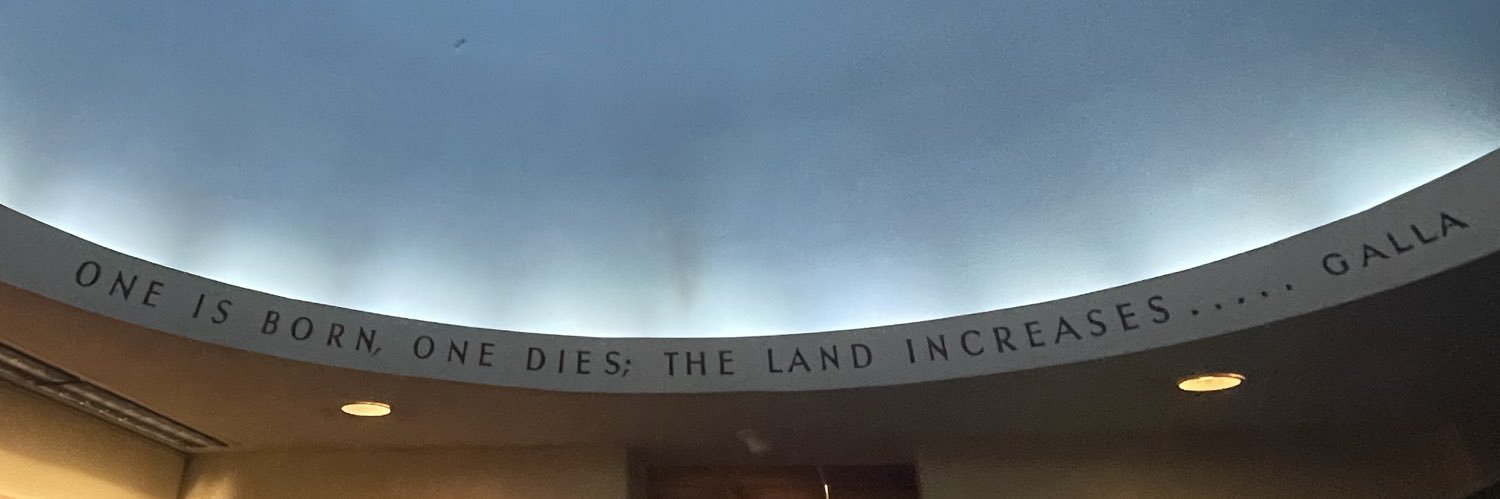 ONE IS BORN, ONE DIES; THE LAND INCREASES..... GALLA